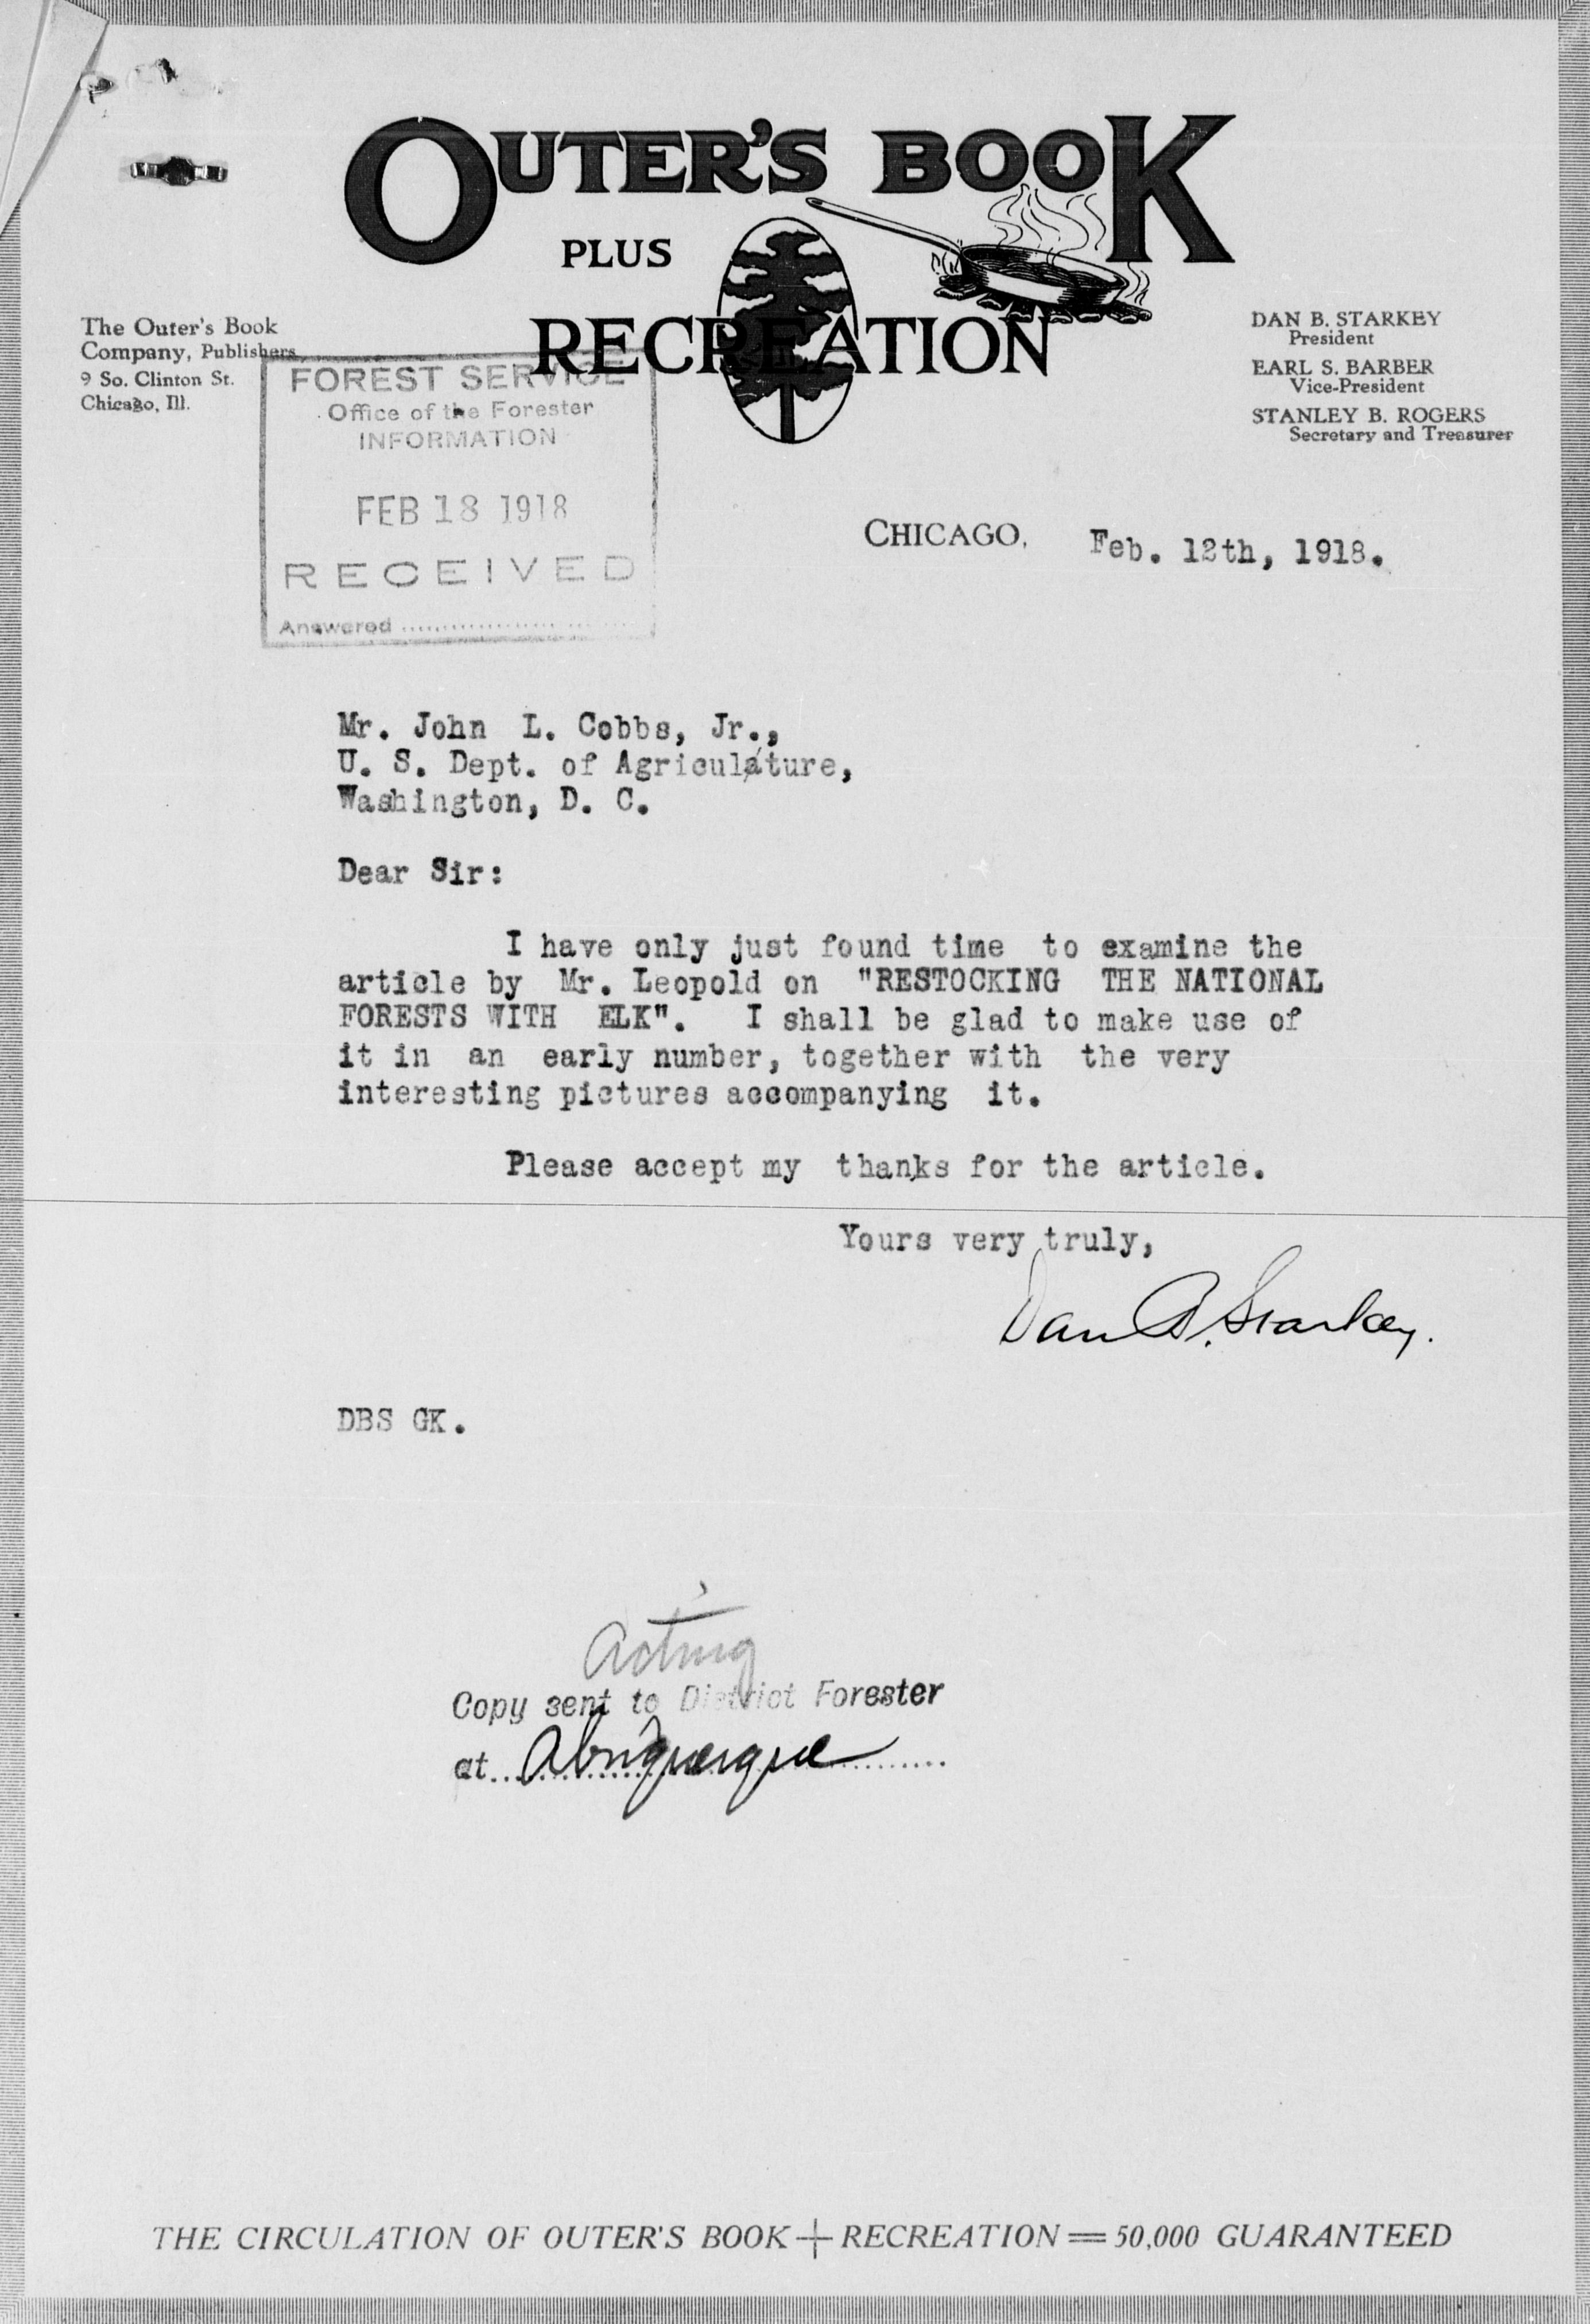 OUTER'S BOOK
PLUS
RECREATION
The Outer's Book
Company, Publishers
9 So. Clinton St.
Chicago, Ill.
DAN B. STARKEY
President
EARL S. BARBER
Vice-President
STANLEY B. ROGERS
Secretary and Treasurer
FOREST SERVICE
Office of the Forester
INFORMATION
FEB 18 1918
RECEIVED
Answered
CHICAGO, Feb. 12th, 1918.
Mr. John L. Cobbs, Jr.,
U. S. Dept. of Agriculature,
Washington, D. C.
Dear Sir:
I have only just found time to examine the
article by Mr. Leopold on "RESTOCKING THE NATIONAL
FORESTS WITH ELK". I shall be glad to make use of
it in an early number, together with the very
interesting pictures accompanying it.
Please accept my thanks for the article.
Yours very truly,
Dan B. Starkey.
DBS GK.
Acting
Copy sent to District Forester
at Albuquerque
THE CIRCULATION OF OUTER'S BOOK + RECREATION = 50,000 GUARANTEED